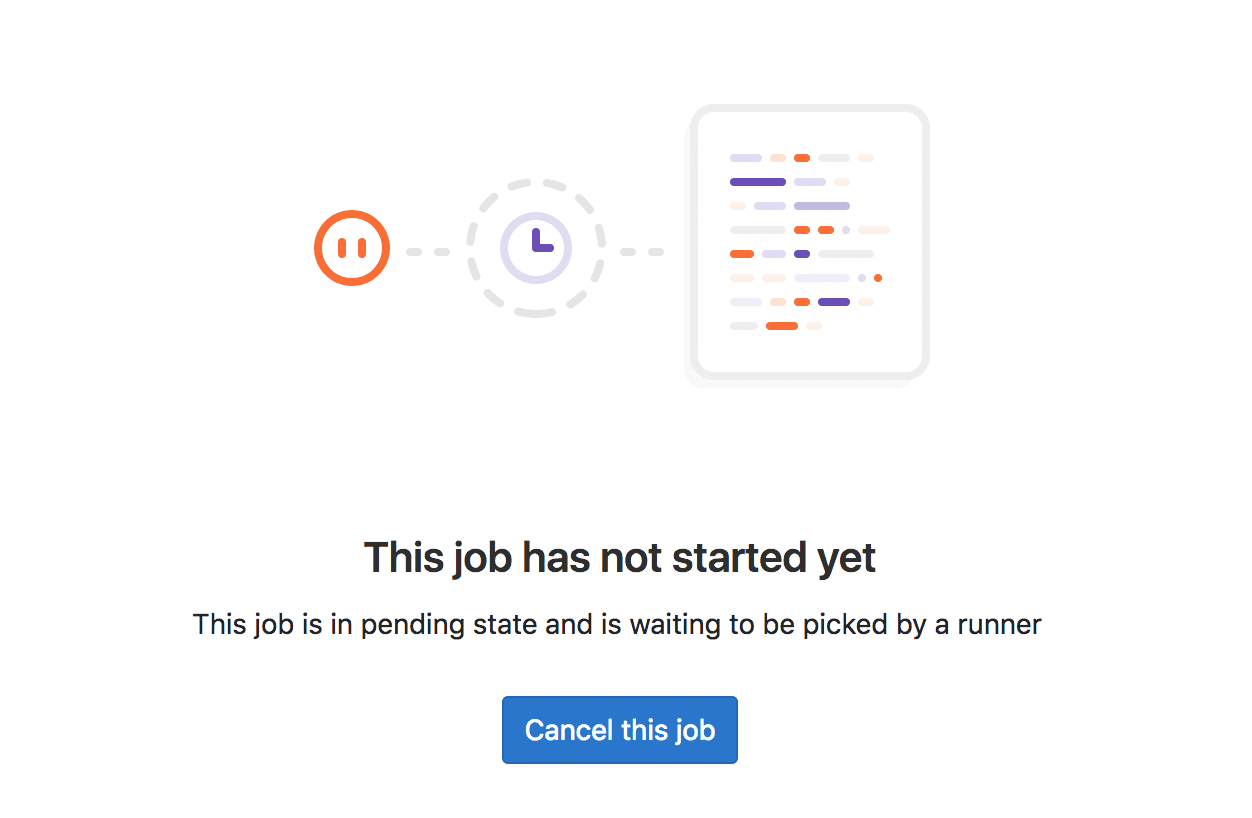 This job has not started yet
This job is in pending state and is waiting to be picked by a runner
Cancel this job